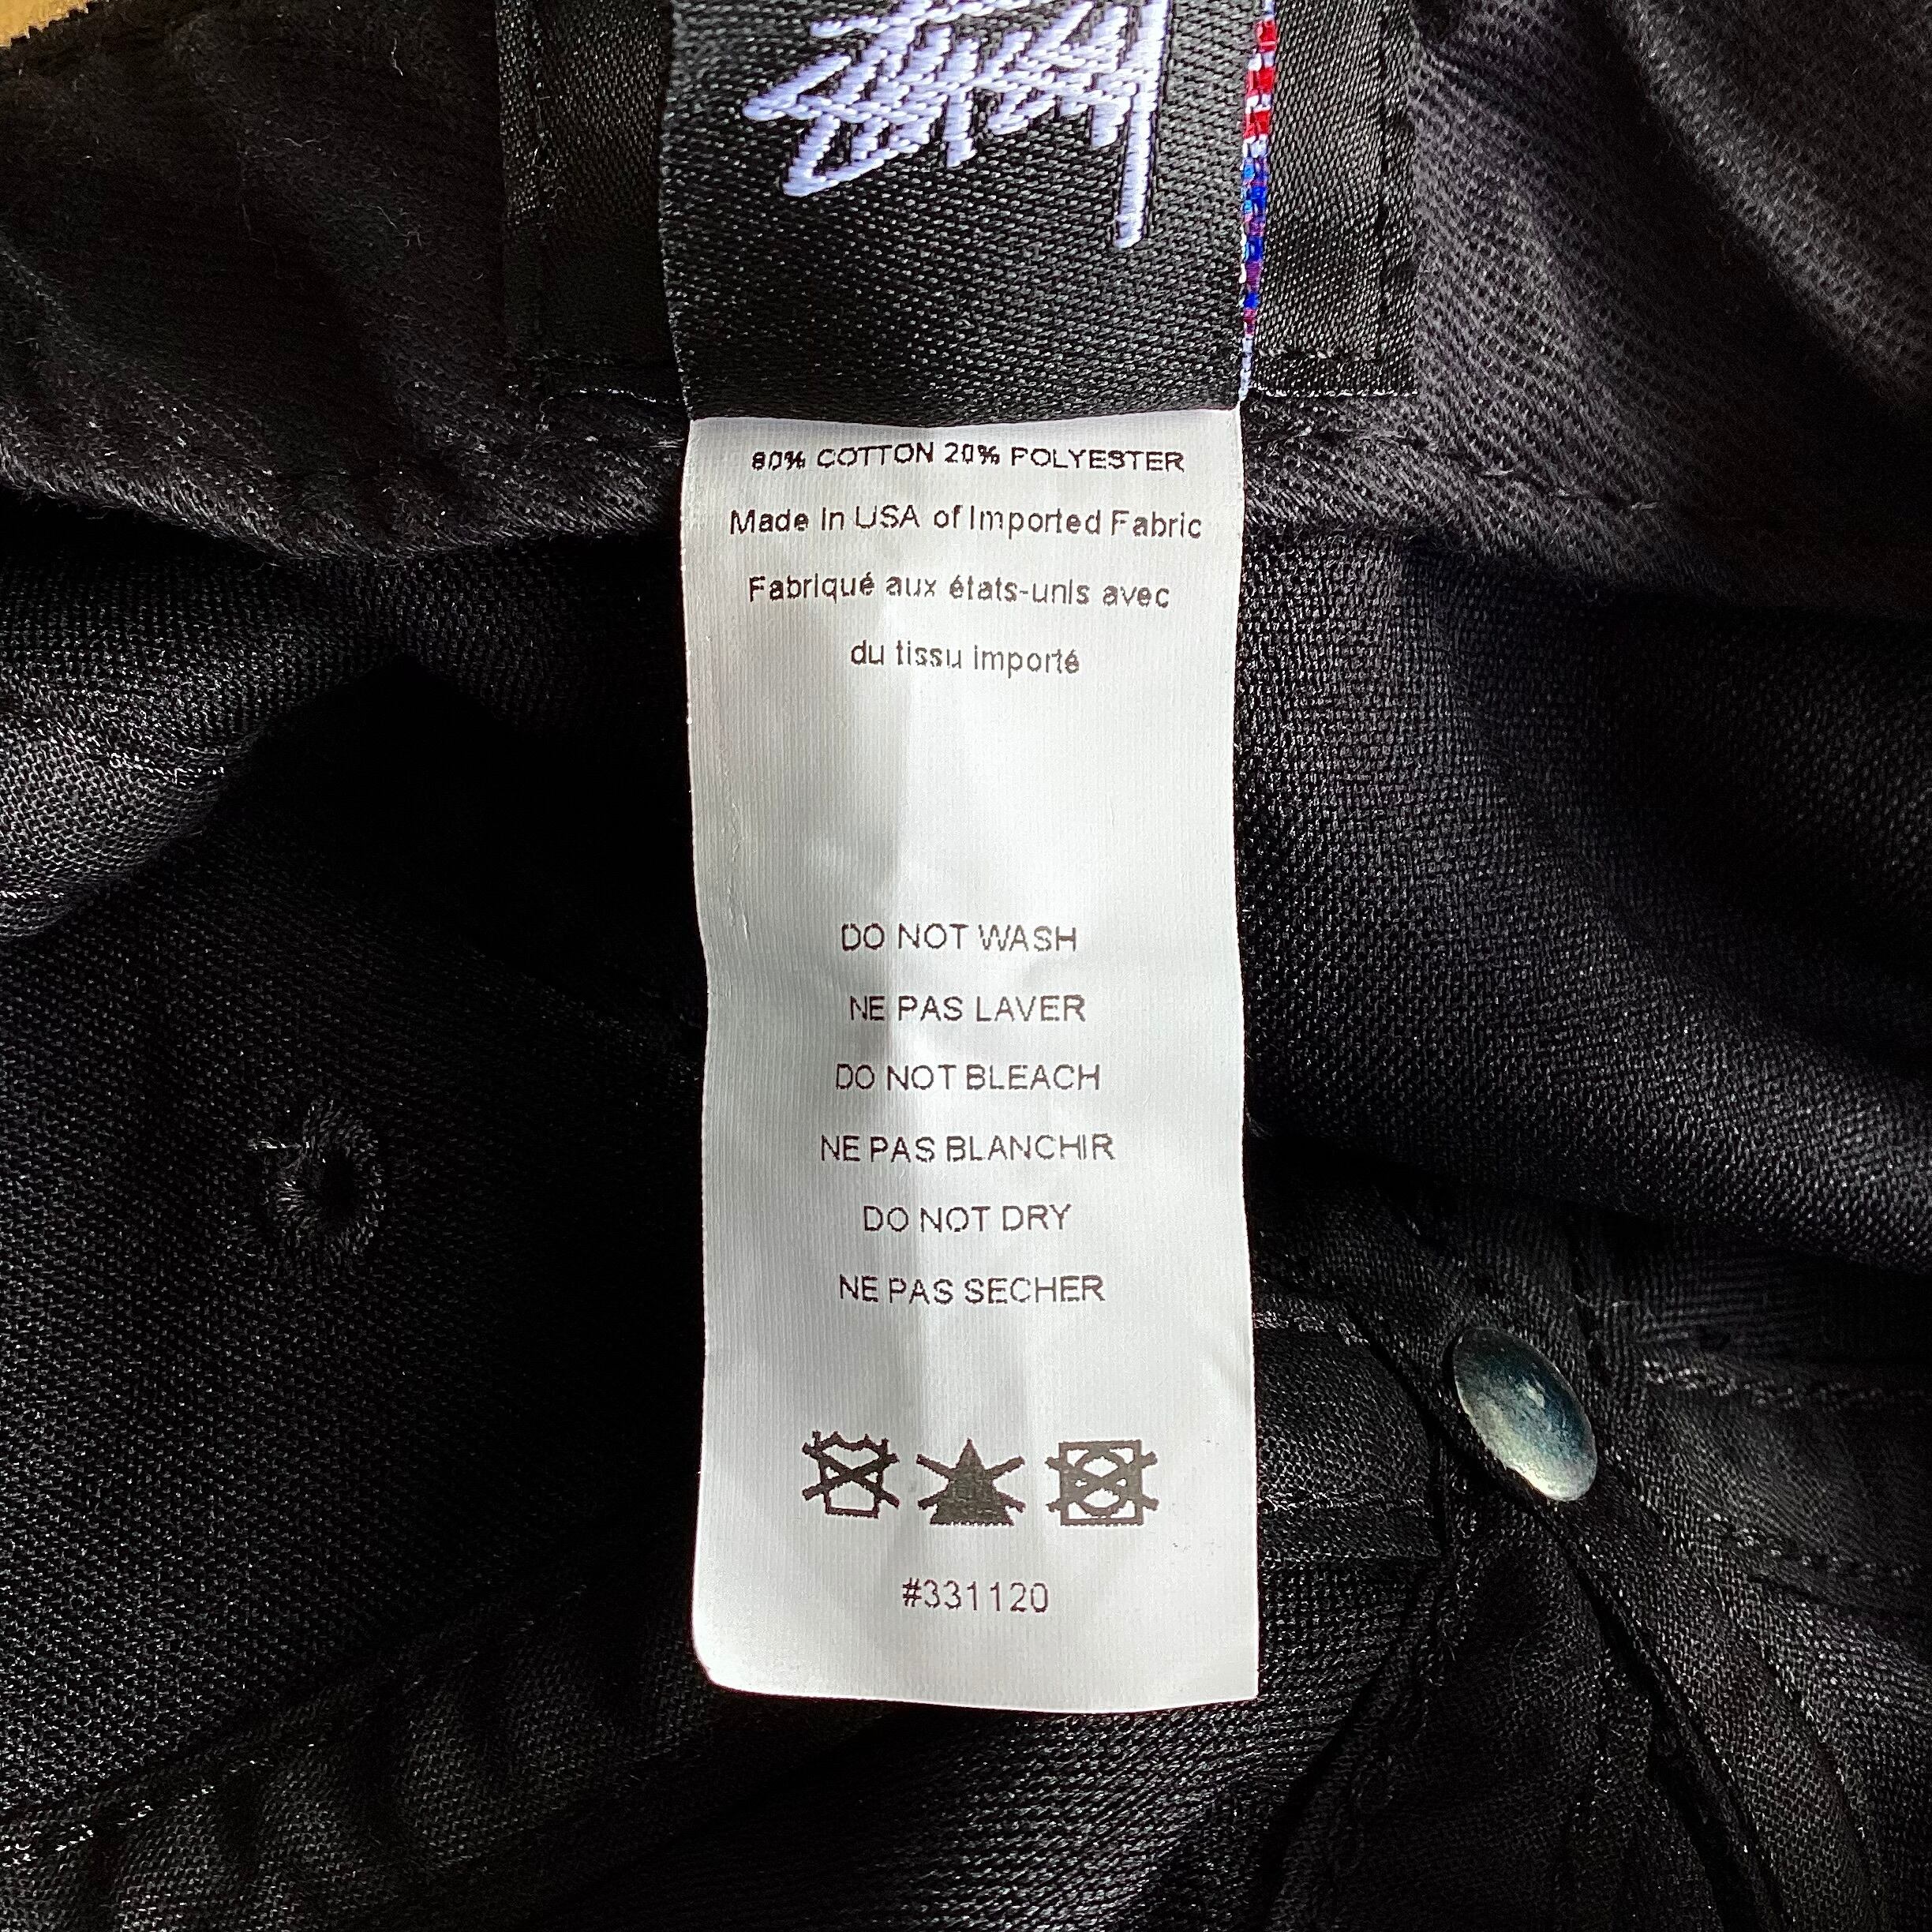 Stüssy
80% COTTON 20% POLYESTER
Made in USA of Imported Fabric
Fabriqué aux états-unis avec
du tissu importé
DO NOT WASH
NE PAS LAVER
DO NOT BLEACH
NE PAS BLANCHIR
DO NOT DRY
NE PAS SECHER
#331120